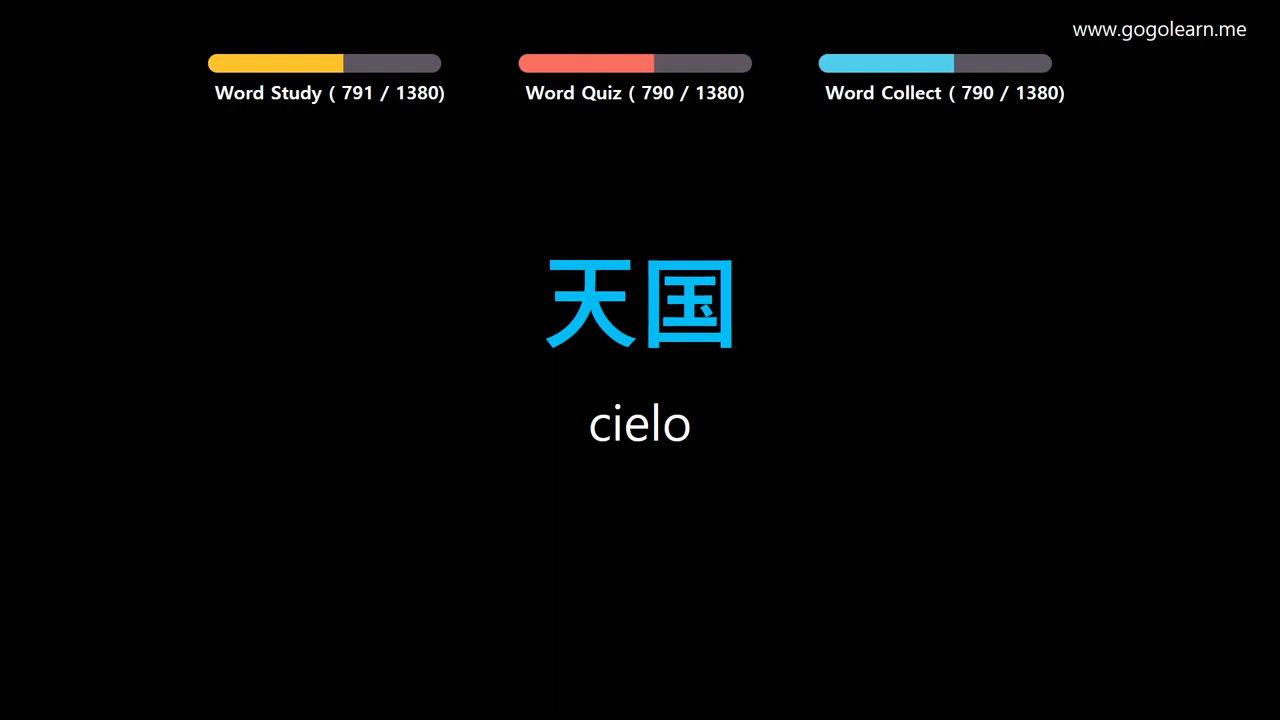 www.gogolearn.me
Word Study ( 791 / 1380)
Word Quiz ( 790 / 1380)
Word Collect ( 790 / 1380)
天国
cielo